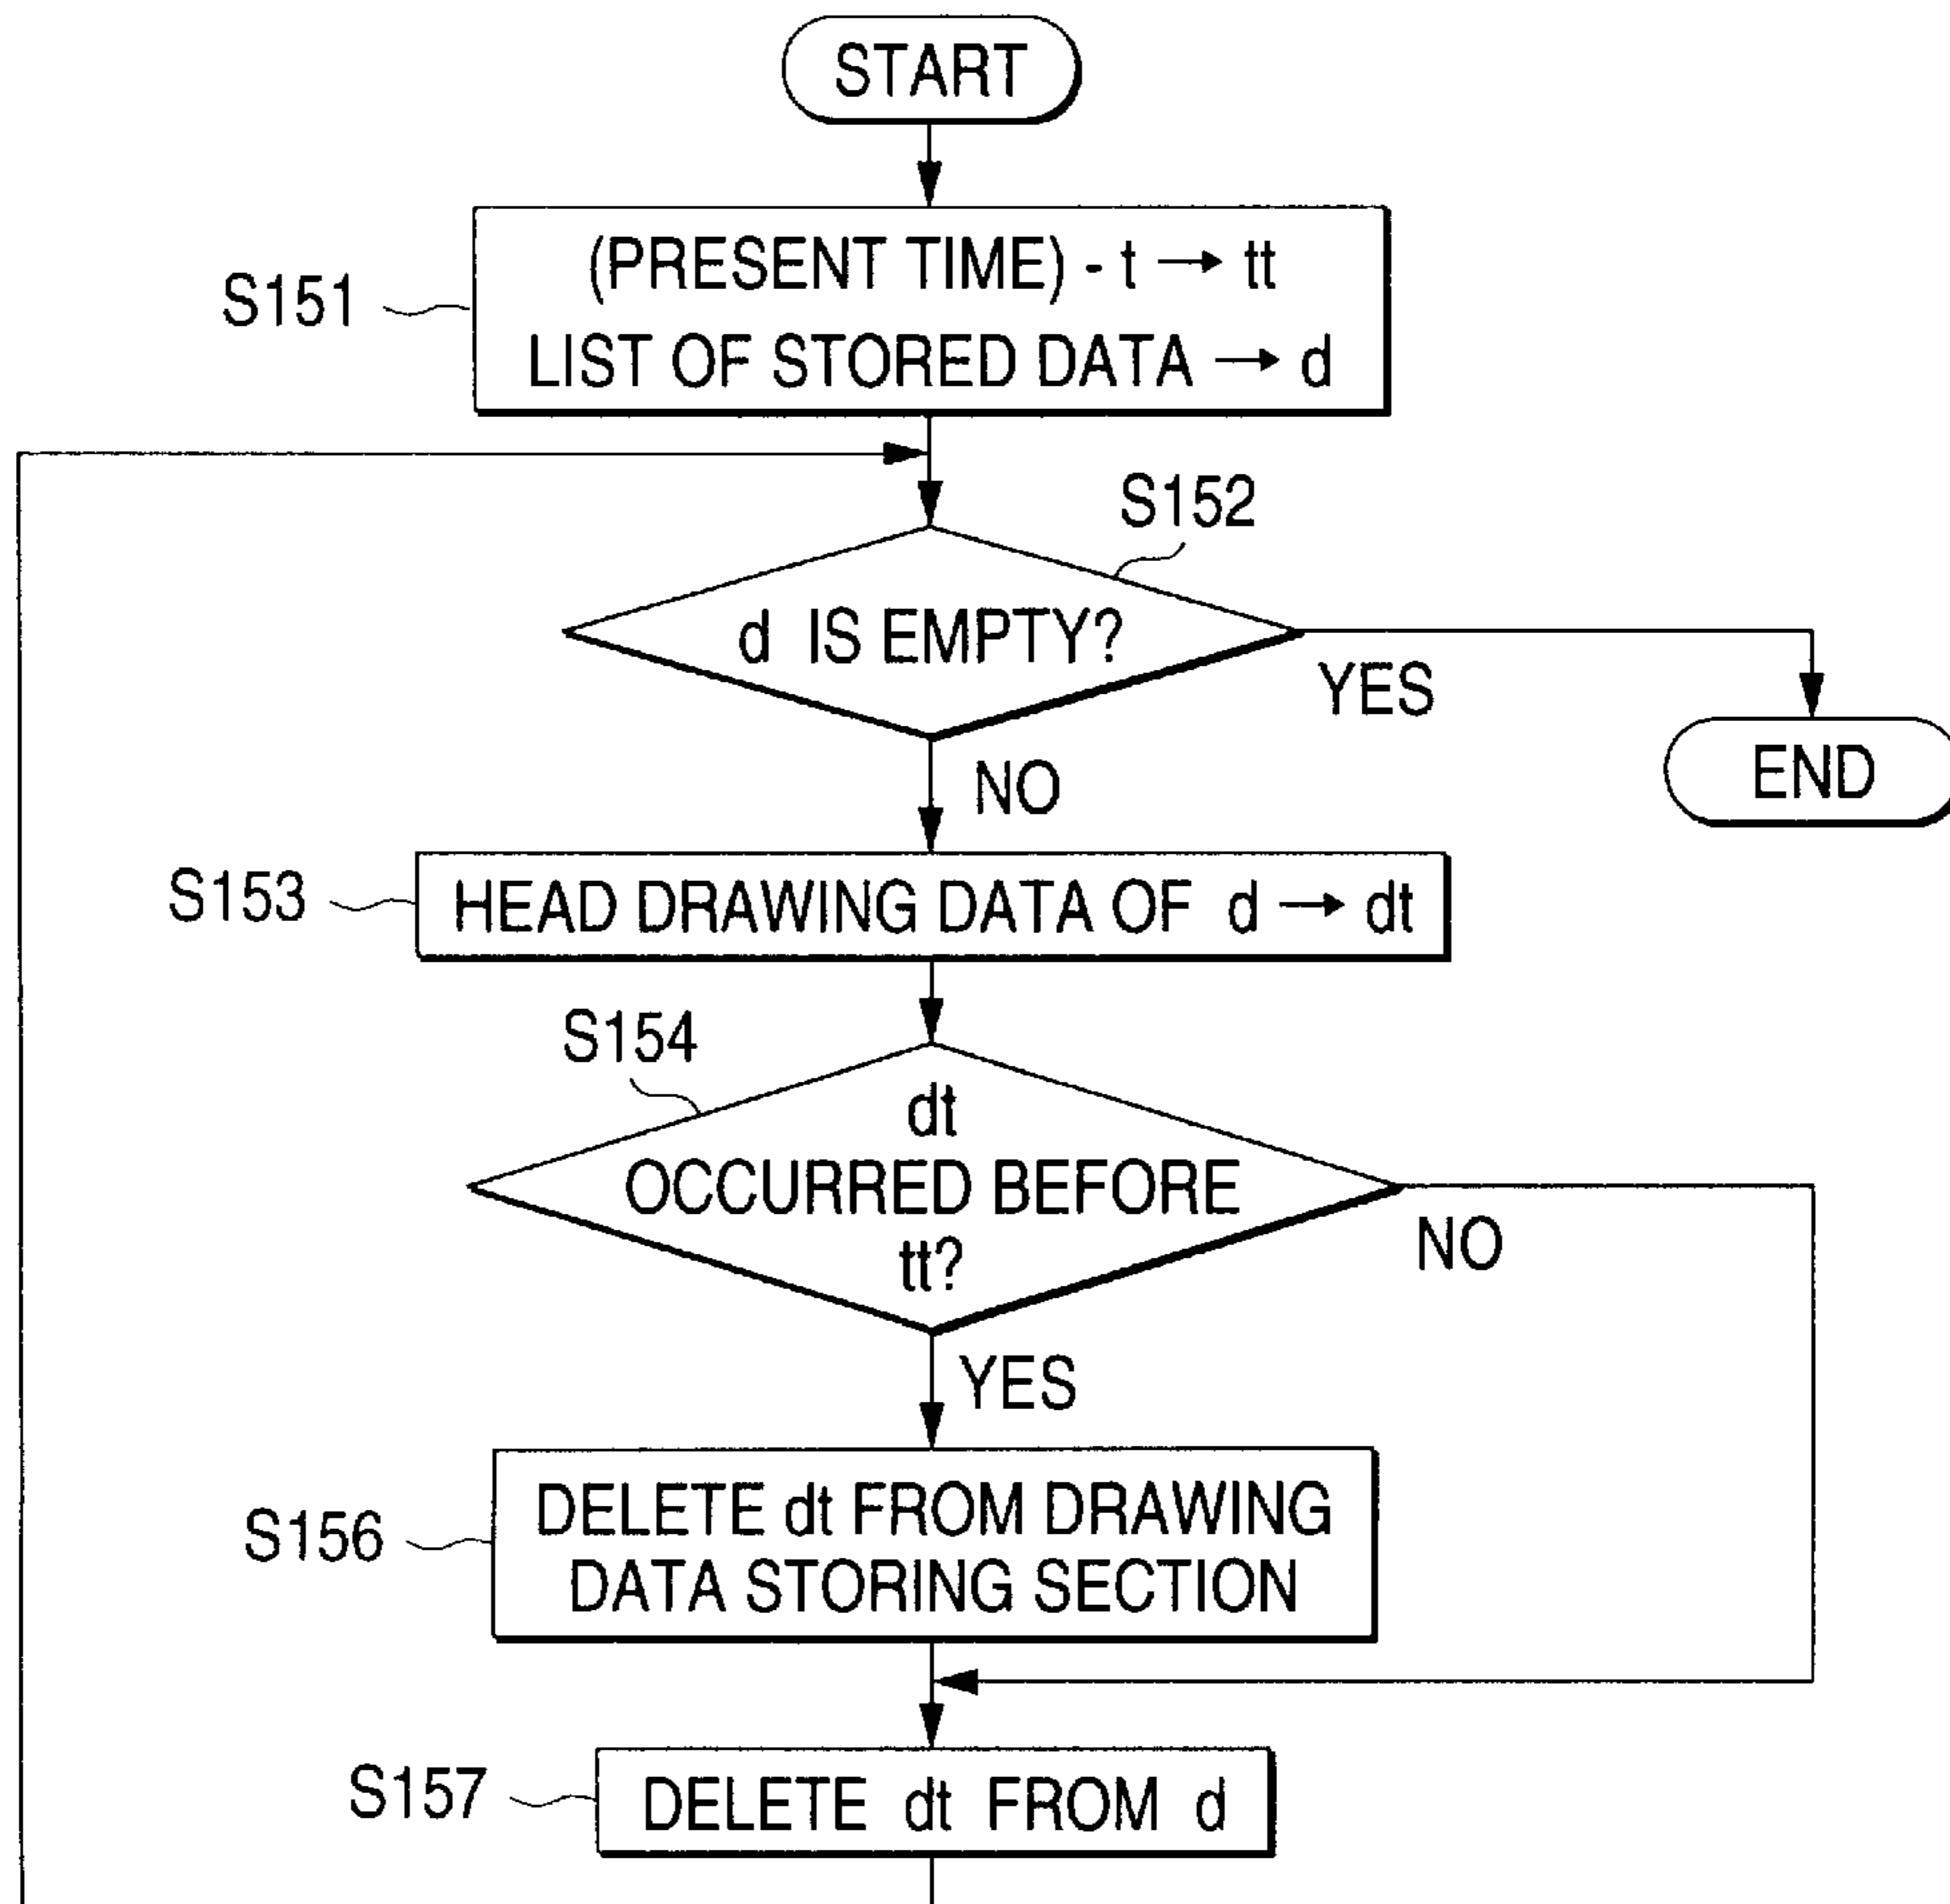 START
S151
(PRESENT TIME) - t → tt
LIST OF STORED DATA → d
S152
d IS EMPTY?
YES
END
NO
S153
HEAD DRAWING DATA OF d → dt
S154
dt
OCCURRED BEFORE
tt?
NO
YES
S156
DELETE dt FROM DRAWING
DATA STORING SECTION
S157
DELETE dt FROM d